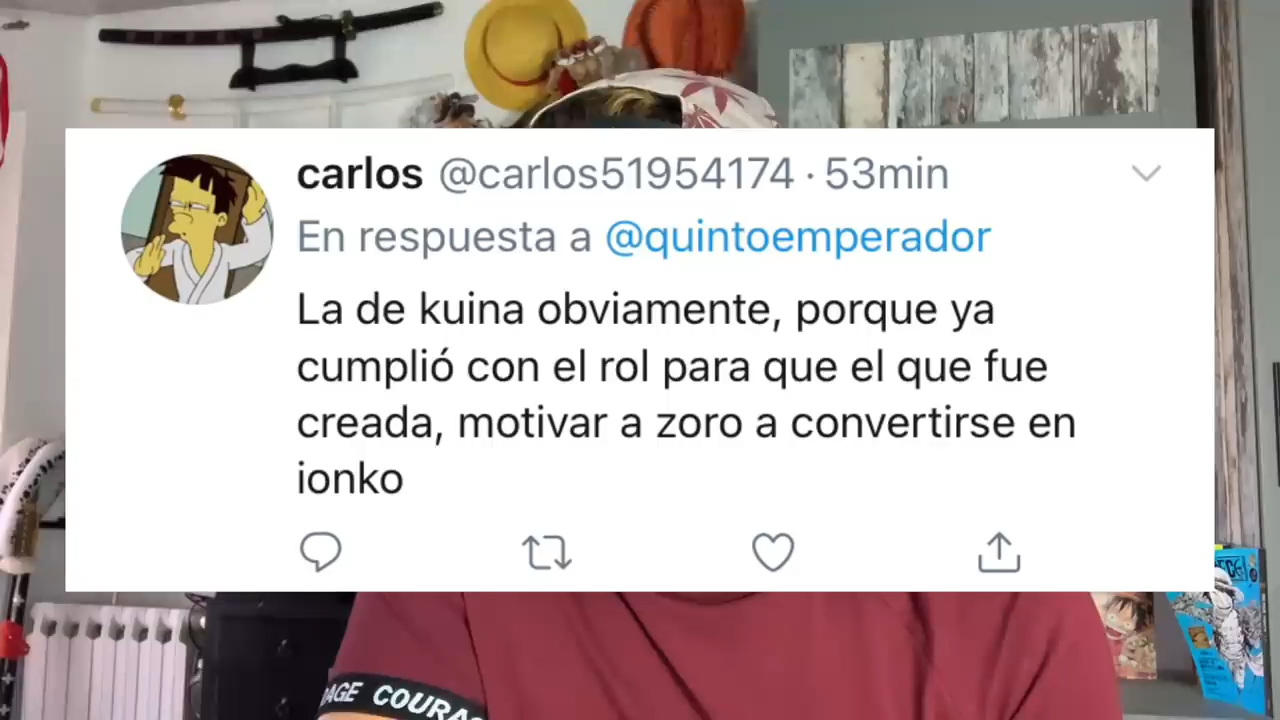 carlos @carlos51954174 · 53min
En respuesta a @quintoemperador
La de kuina obviamente, porque ya
cumplió con el rol para que el que fue
creada, motivar a zoro a convertirse en
ionko
COURAG